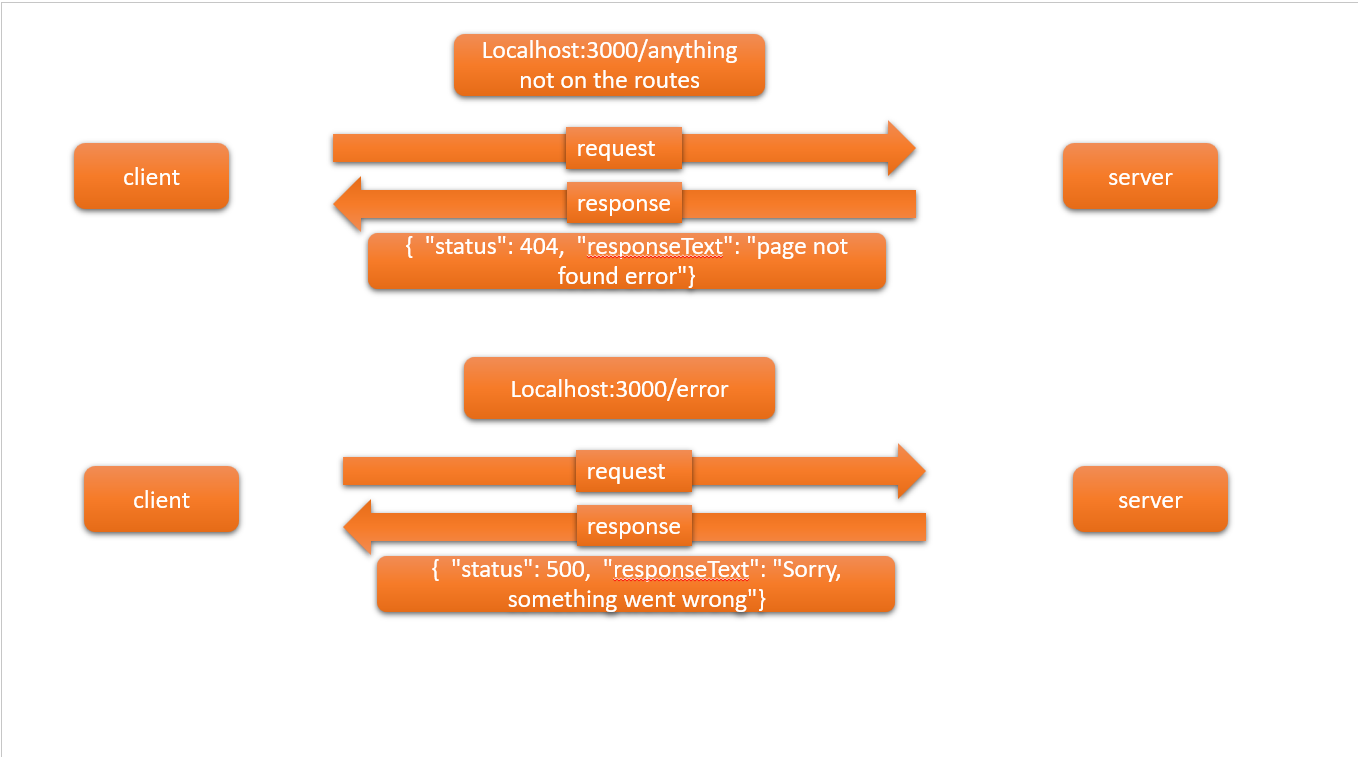 Localhost:3000/anything
not on the routes
client
request
server
response
{  "status": 404,  "responseText": "page not
found error"}
Localhost:3000/error
client
request
server
response
{  "status": 500,  "responseText": "Sorry,
something went wrong"}